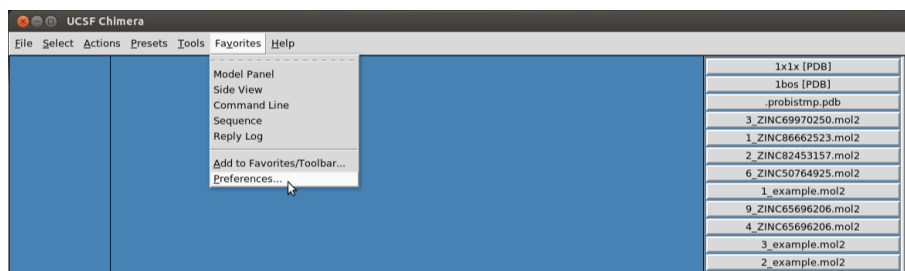 UCSF Chimera
File Select Actions Presets Tools Favorites Help
Model Panel
Side View
Command Line
Sequence
Reply Log
Add to Favorites/Toolbar...
Preferences...
1x1x [PDB]
1bos [PDB]
.probistmp.pdb
3_ZINC69970250.mol2
1_ZINC86662523.mol2
2_ZINC82453157.mol2
6_ZINC50764925.mol2
1_example.mol2
9_ZINC65696206.mol2
4_ZINC65696206.mol2
3_example.mol2
2_example.mol2